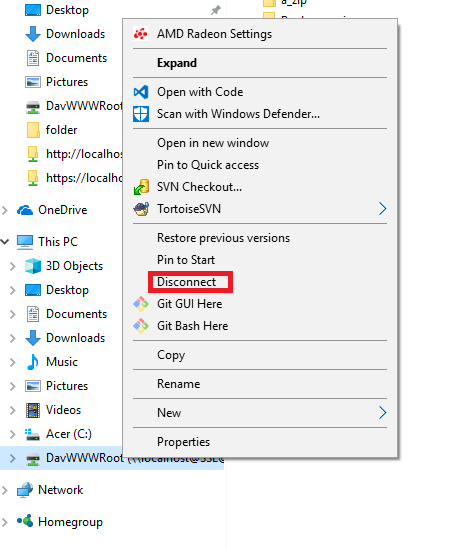 a_zip
Desktop
Downloads
Documents
Pictures
DavWWWRoot
folder
http://localhos
https://localhos
OneDrive
This PC
3D Objects
Desktop
Documents
Downloads
Music
Pictures
Videos
Acer (C:)
DavWWWRoot (\\localhost@SSL@
Network
Homegroup
AMD Radeon Settings
Expand
Open with Code
Scan with Windows Defender...
Open in new window
Pin to Quick access
SVN Checkout...
TortoiseSVN
Restore previous versions
Pin to Start
Disconnect
Git GUI Here
Git Bash Here
Copy
Rename
New
Properties